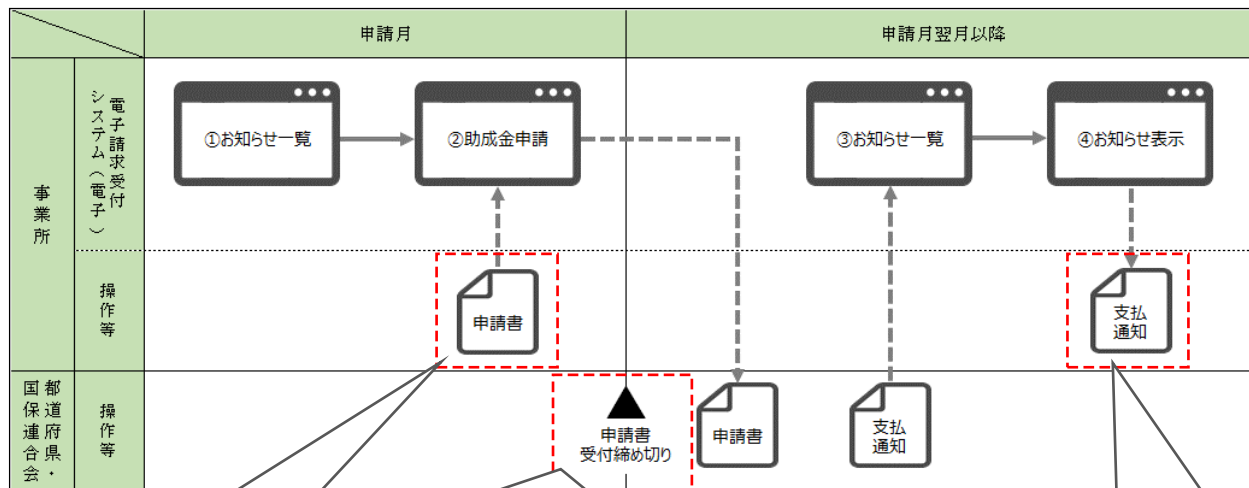 申請月
申請月翌月以降
事業所
電子請求受付
システム（電子）
①お知らせ一覧
②助成金申請
③お知らせ一覧
④お知らせ表示
操作等
申請書
支払
通知
都道府県・
国保連合会
操作等
申請書
受付締め切り
申請書
支払
通知